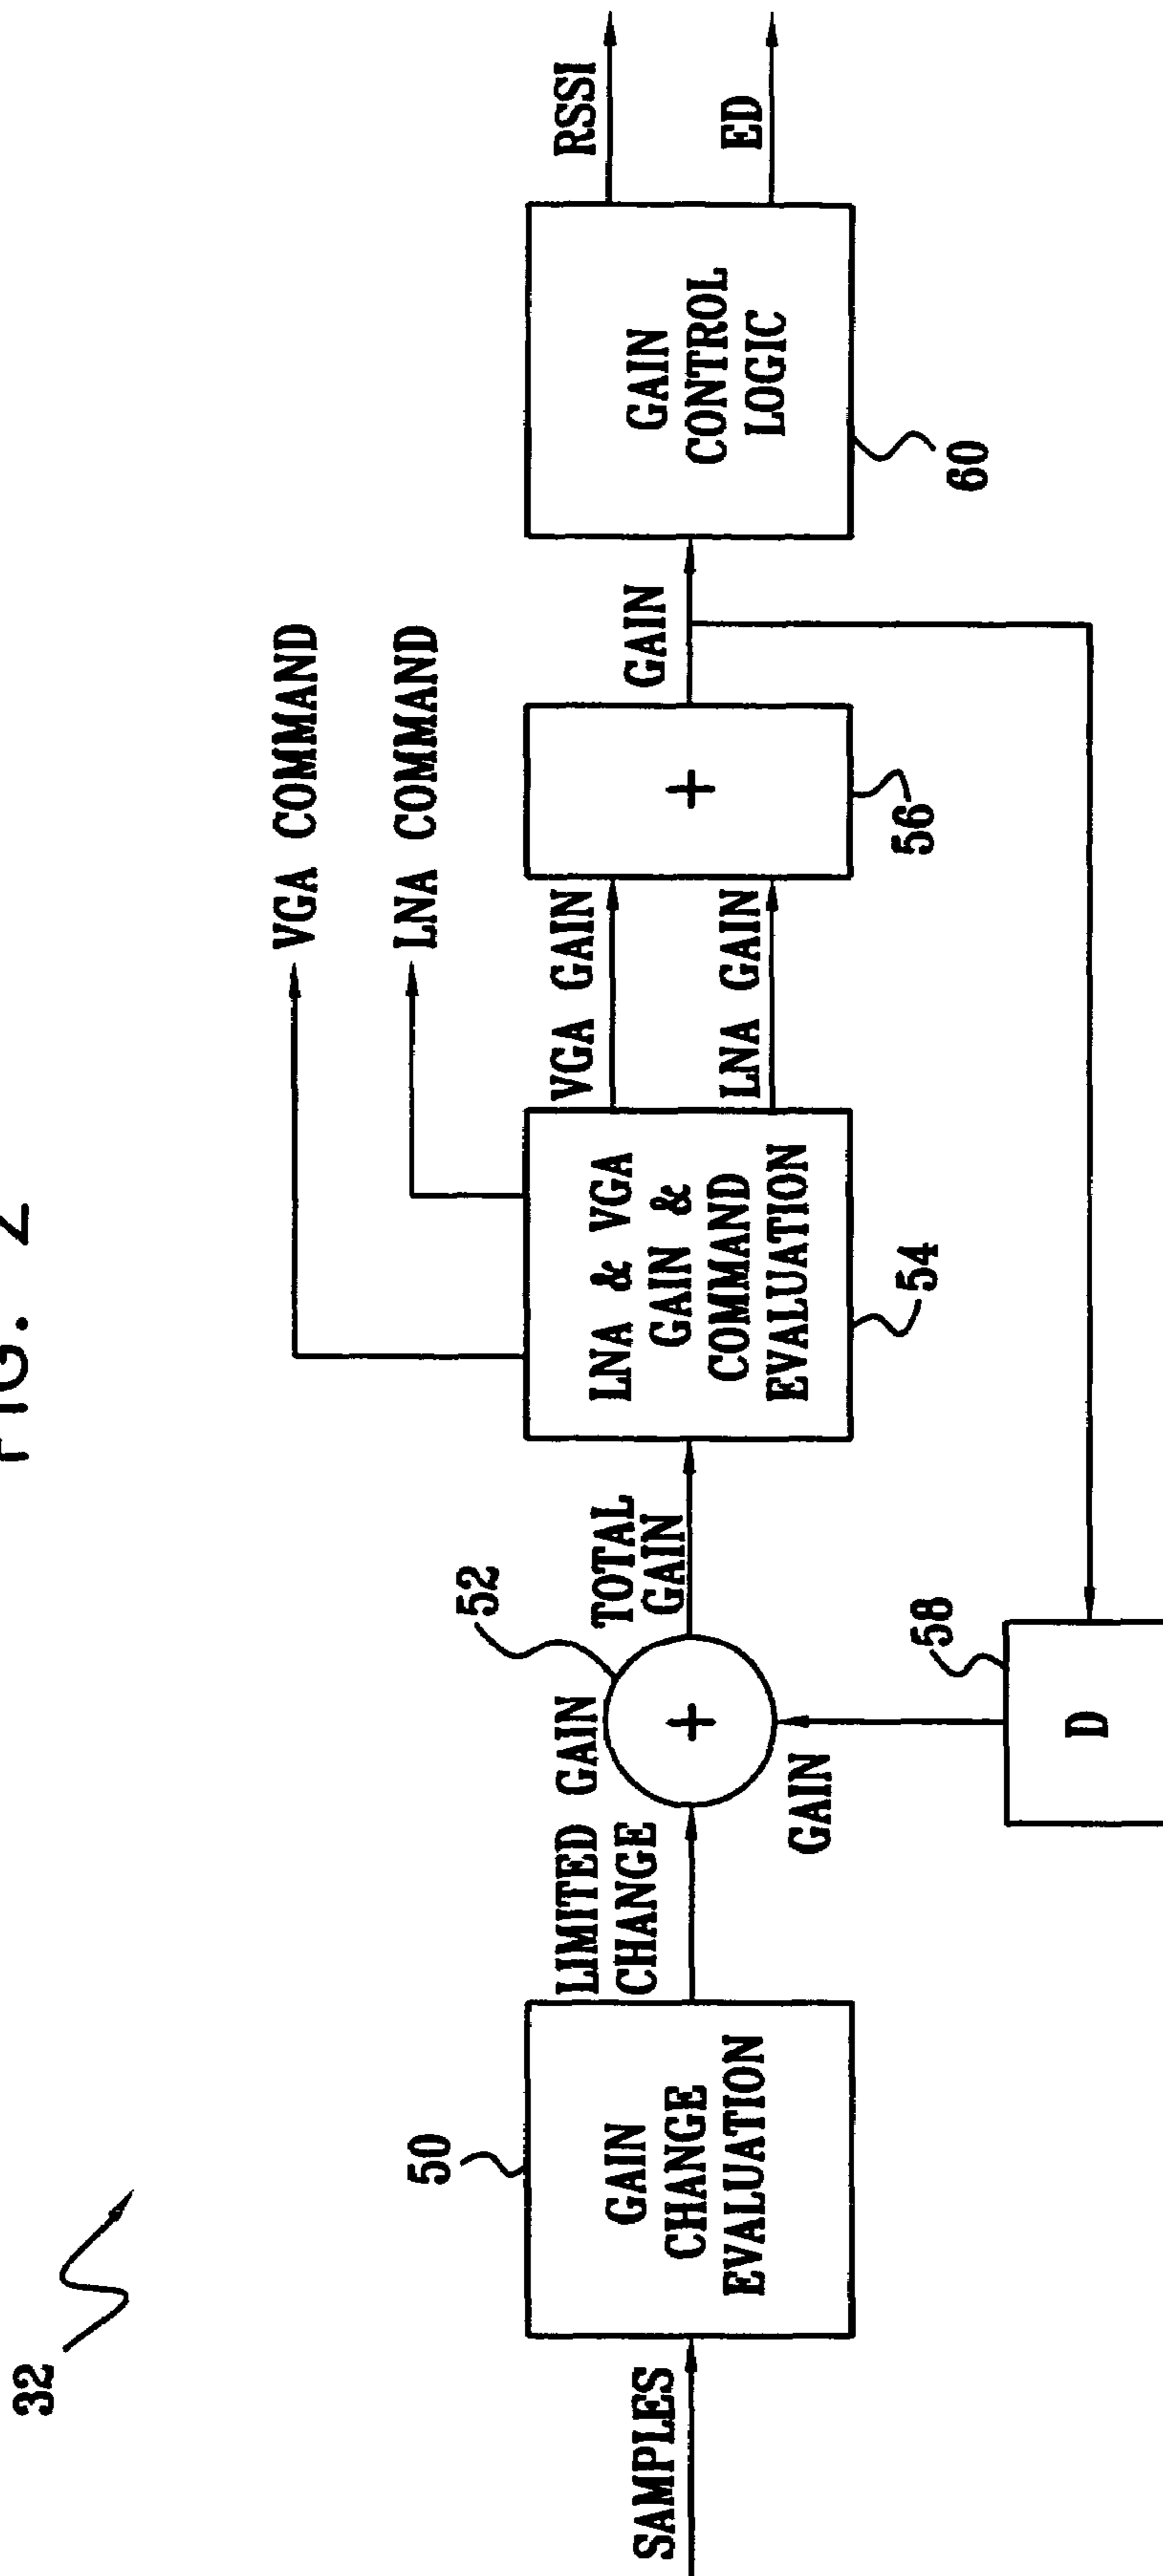 FIG. 2
32
VGA COMMAND
LNA COMMAND
SAMPLES
50
GAIN
CHANGE
EVALUATION
LIMITED GAIN
CHANGE
52
TOTAL
GAIN
LNA & VGA
GAIN &
COMMAND
EVALUATION
54
VGA GAIN
LNA GAIN
+
56
GAIN
GAIN
CONTROL
LOGIC
60
RSSI
ED
+
GAIN
58
D